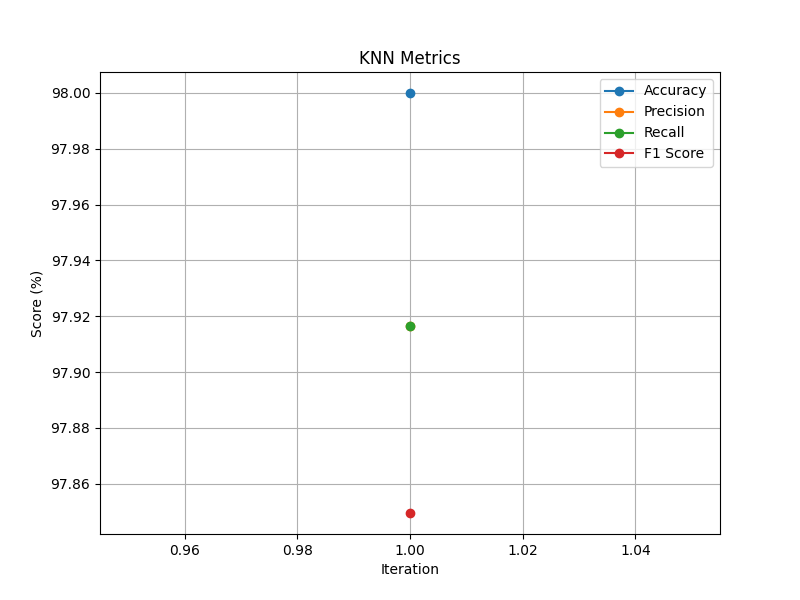 KNN Metrics
Accuracy
Precision
Recall
F1 Score
Score (%)
98.00
97.98
97.96
97.94
97.92
97.90
97.88
97.86
0.96 0.98 1.00 1.02 1.04
Iteration